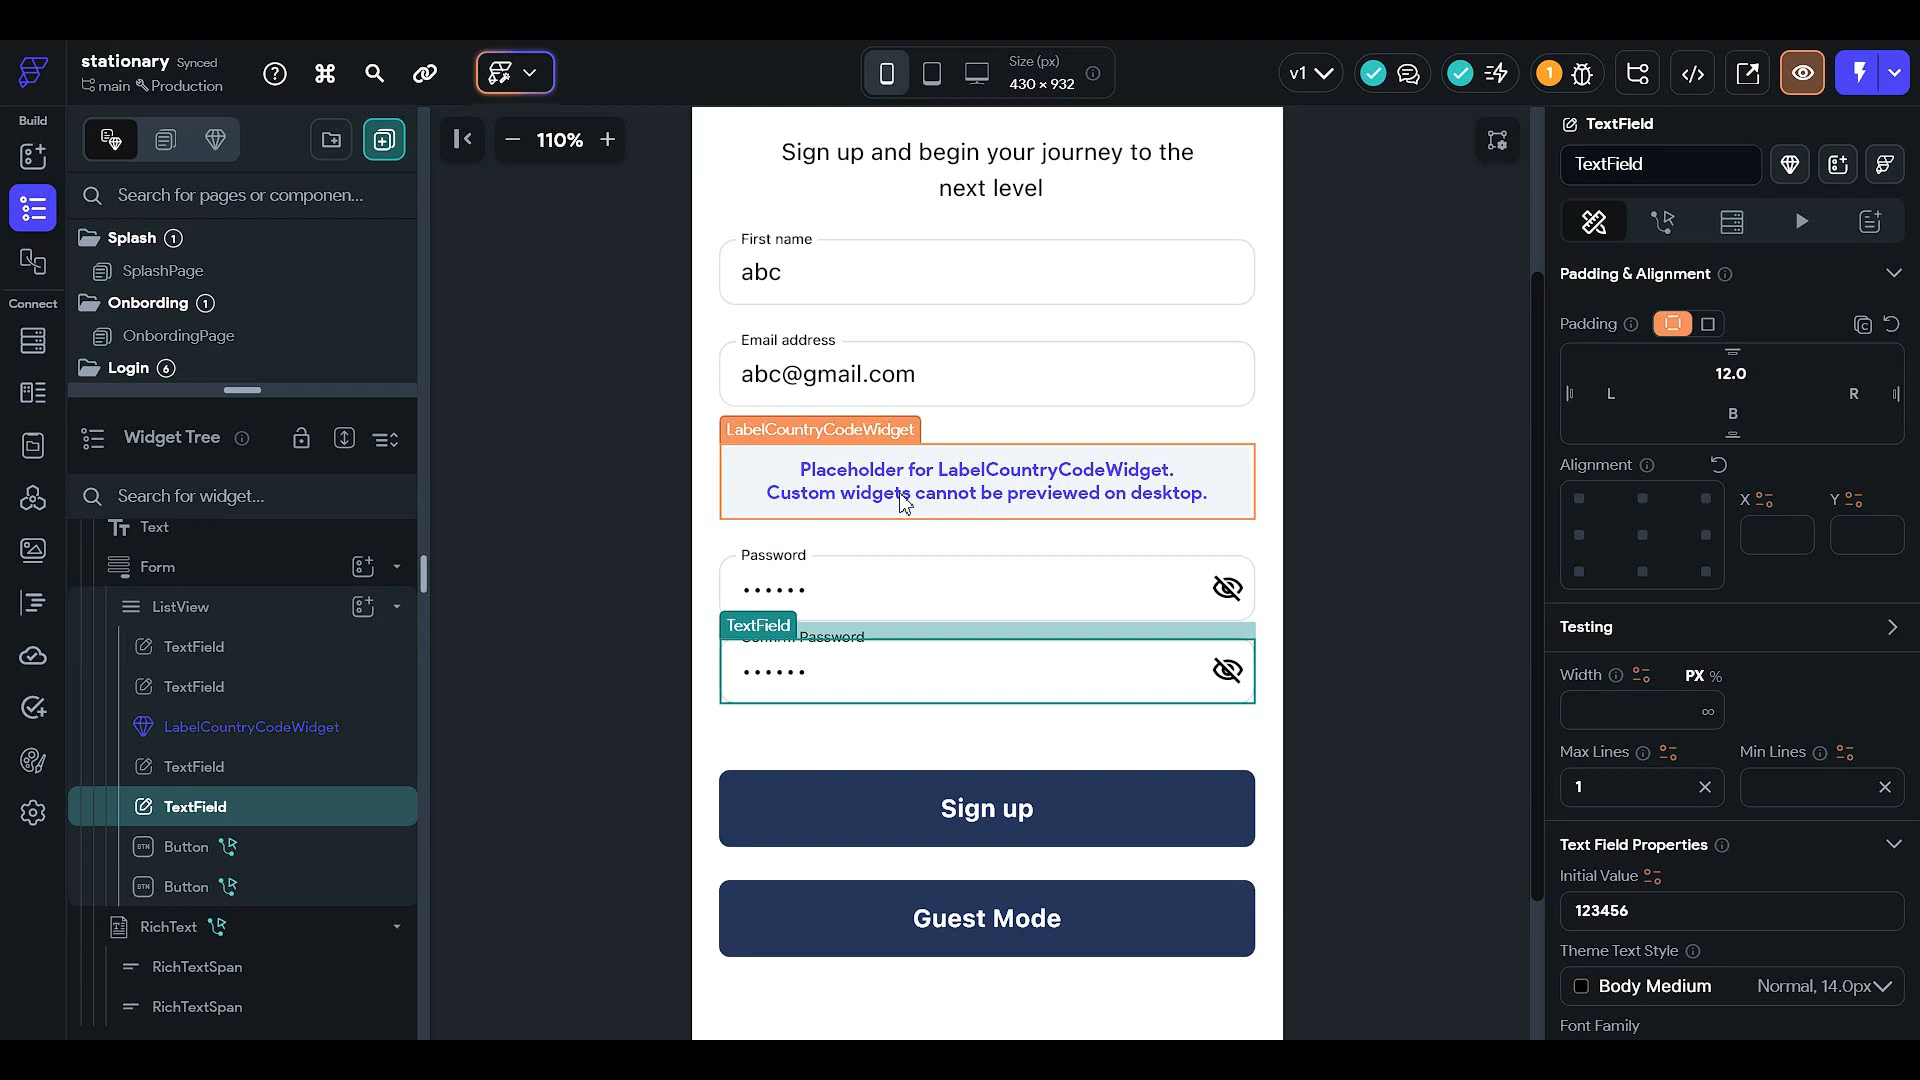 stationary Synced
main Production
Size (px)
430 × 932
v1
1
Build
110%
Search for pages or componen...
Splash 1
SplashPage
Onbording 1
OnbordingPage
Login 6
Connect
Widget Tree
Search for widget...
Text
Form
ListView
TextField
TextField
LabelCountryCodeWidget
TextField
TextField
BTN Button
BTN Button
RichText
RichTextSpan
RichTextSpan
Sign up and begin your journey to the
next level
First name
abc
Email address
abc@gmail.com
LabelCountryCodeWidget
Placeholder for LabelCountryCodeWidget.
Custom widgets cannot be previewed on desktop.
Password
••••••
TextField
Confirm Password
••••••
Sign up
Guest Mode
TextField
TextField
Padding & Alignment
Padding
12.0
L
R
B
Alignment
X
Y
Testing
Width PX %
∞
Max Lines
Min Lines
1
Text Field Properties
Initial Value
123456
Theme Text Style
Body Medium Normal, 14.0px
Font Family